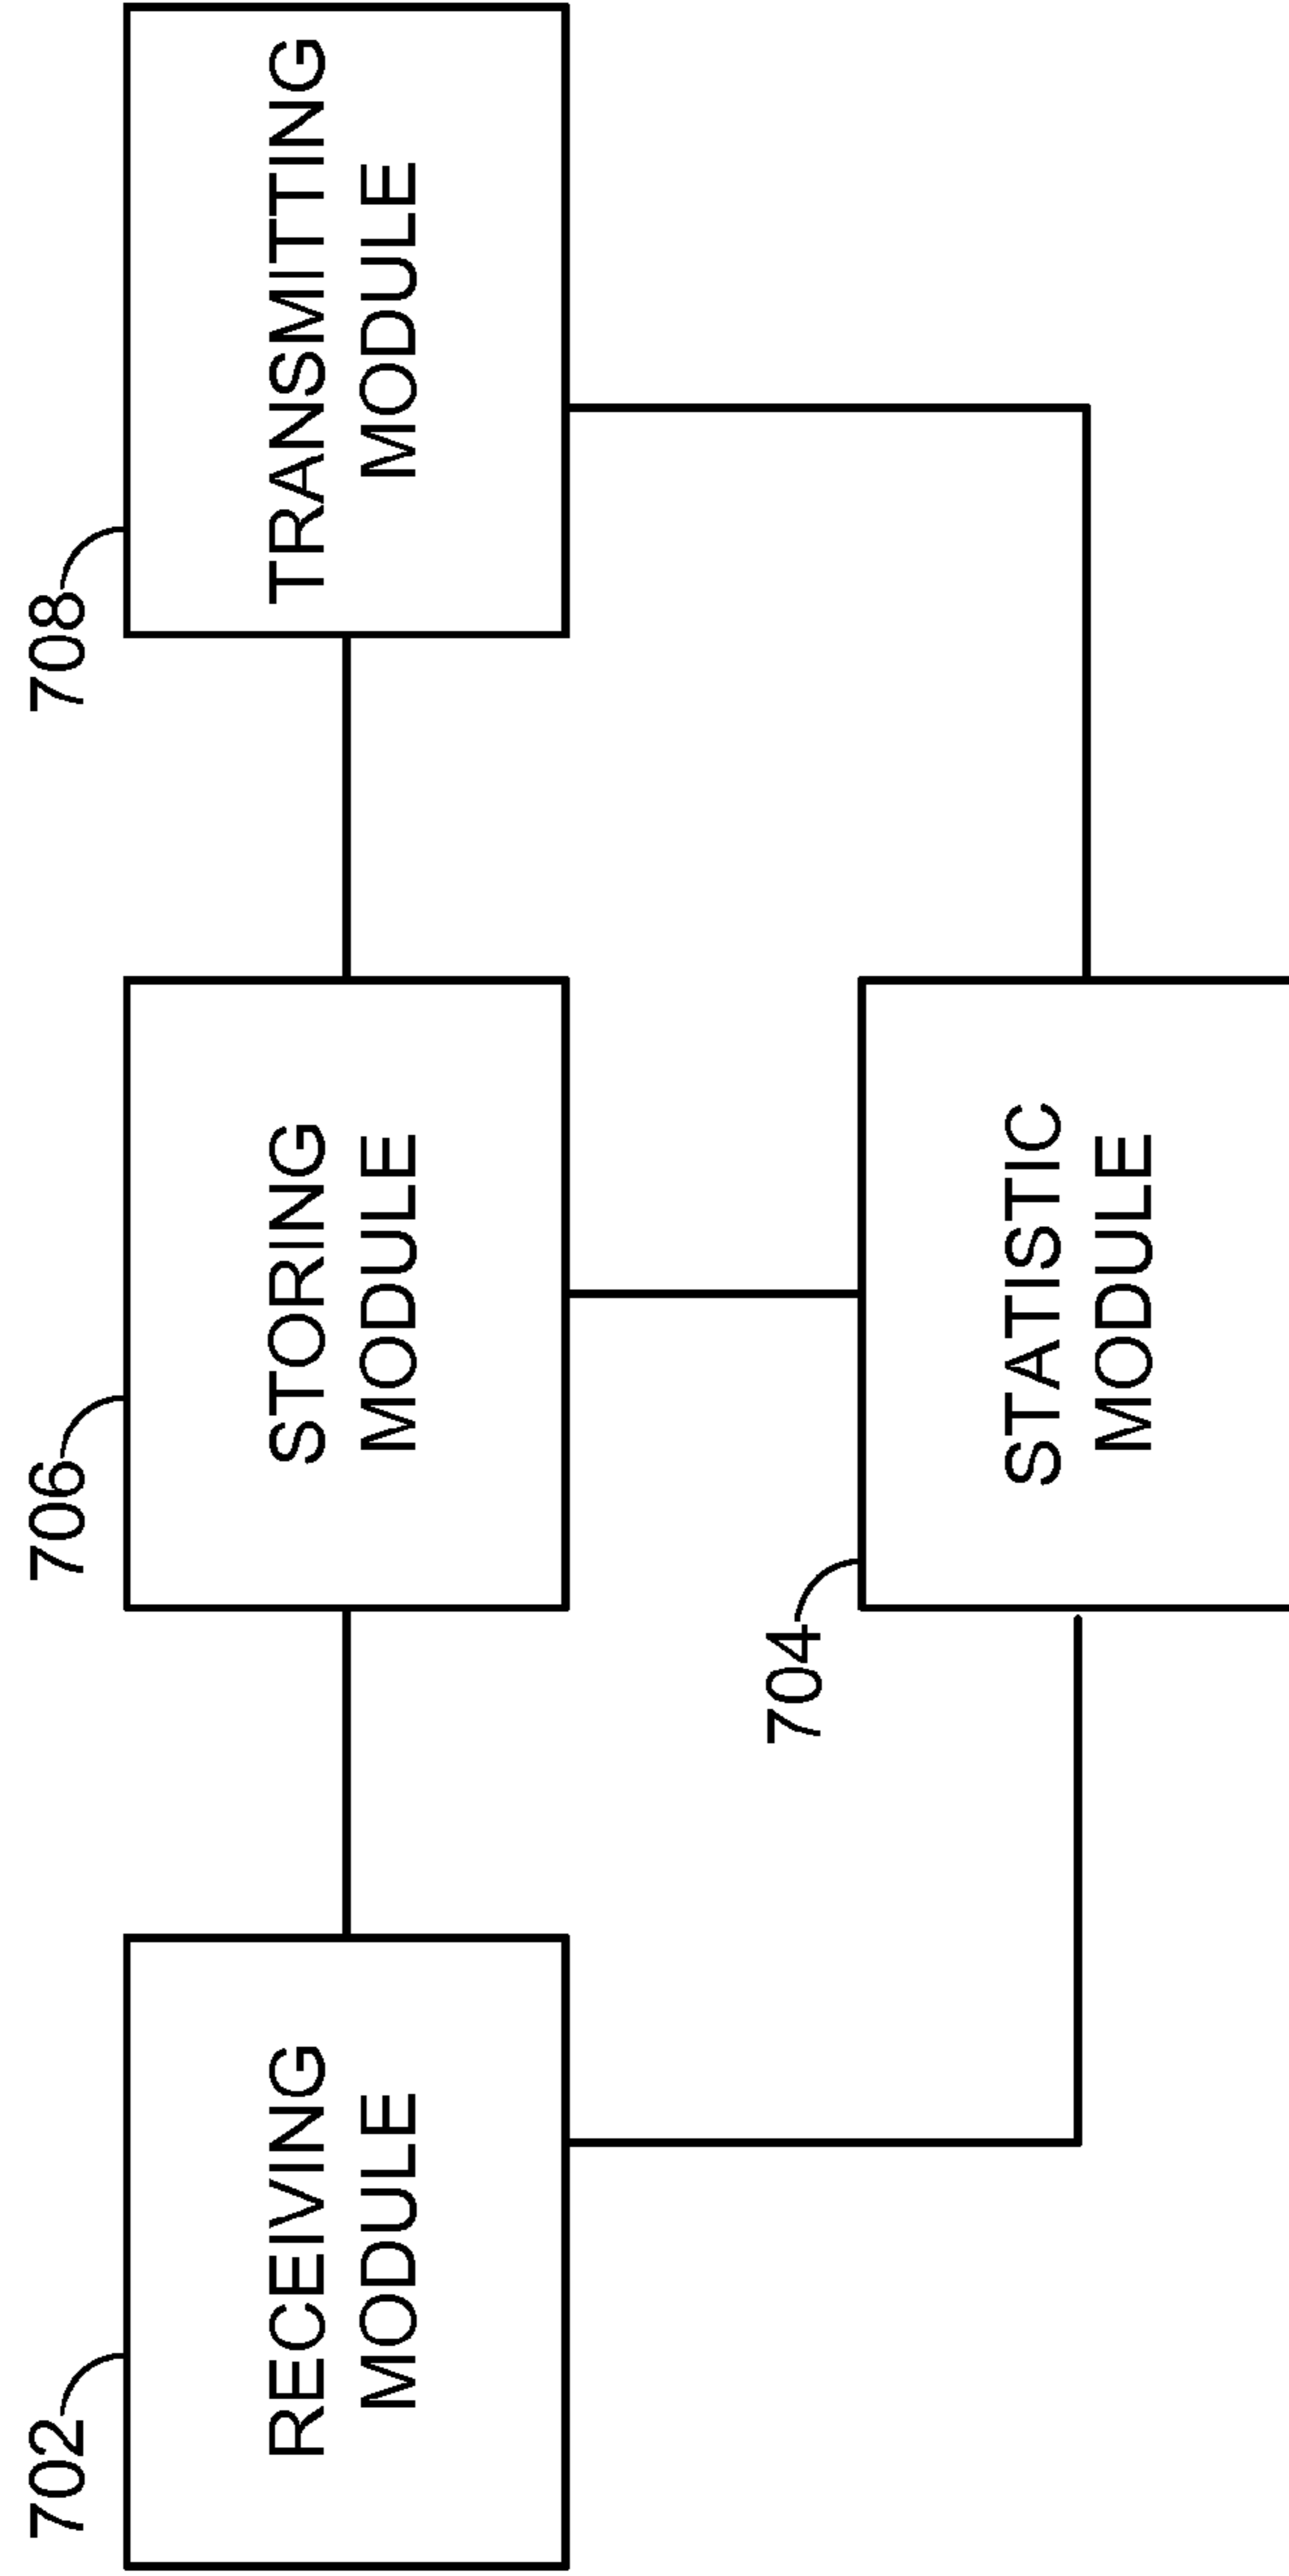 702
RECEIVING
MODULE
706
STORING
MODULE
708
TRANSMITTING
MODULE
704
STATISTIC
MODULE